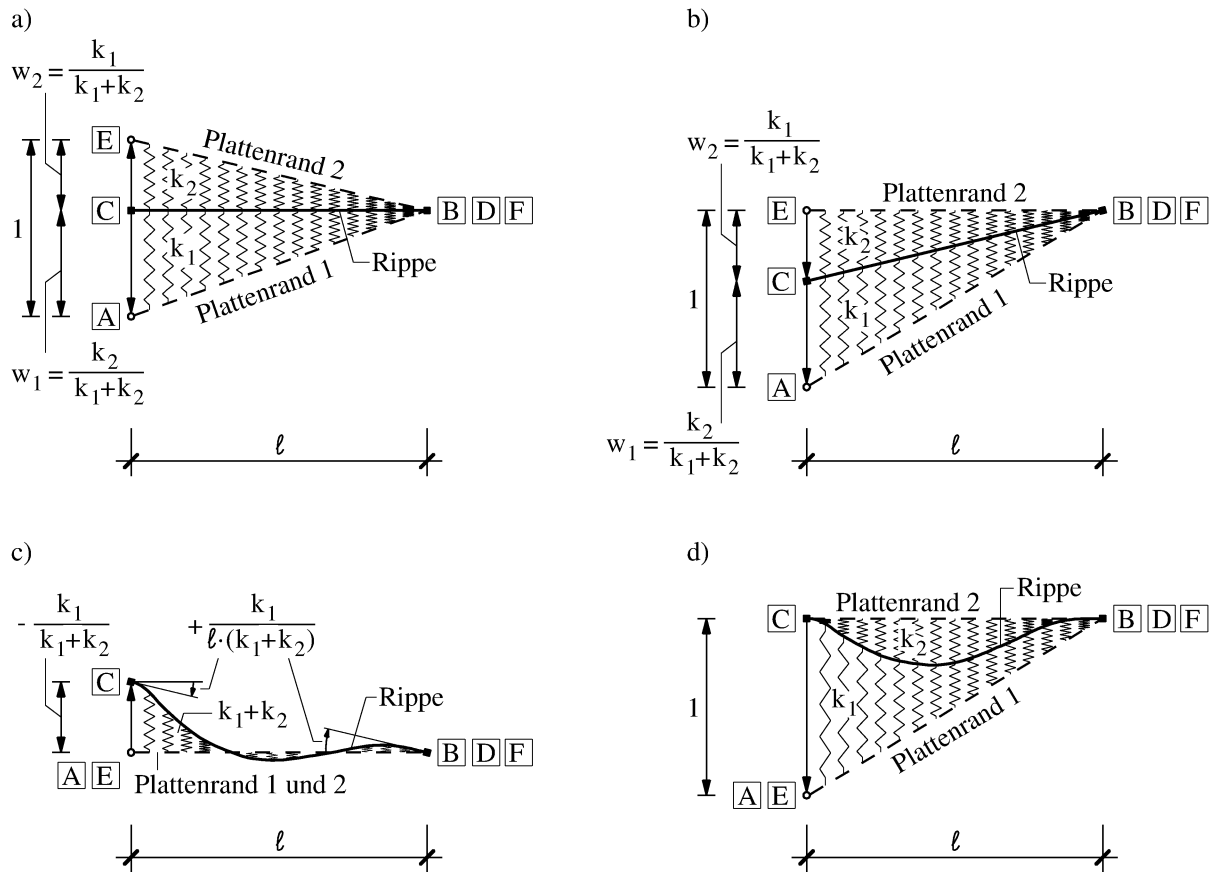 a)
w₂ = k₁ / (k₁+k₂)
E
Plattenrand 2
k₂
C
B D F
1
k₁
Rippe
Plattenrand 1
A
w₁ = k₂ / (k₁+k₂)
ℓ
b)
w₂ = k₁ / (k₁+k₂)
Plattenrand 2
E
B D F
k₂
C
Rippe
1
k₁
Plattenrand 1
A
w₁ = k₂ / (k₁+k₂)
ℓ
c)
- k₁ / (k₁+k₂)
+ k₁ / (ℓ·(k₁+k₂))
C
Rippe
k₁+k₂
B D F
A E
Plattenrand 1 und 2
ℓ
d)
Rippe
Plattenrand 2
C
B D F
k₂
1
k₁
Plattenrand 1
A E
ℓ